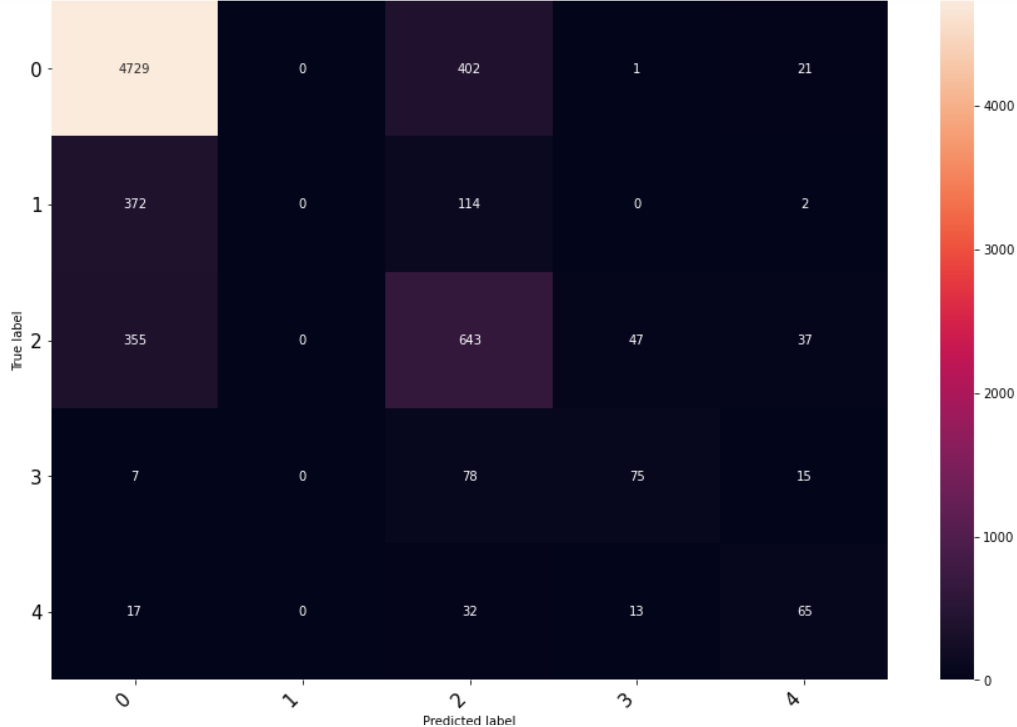 0 4729 0 402 1 21
4000
1 372 0 114 0 2
3000
True label
2 355 0 643 47 37
2000
3 7 0 78 75 15
1000
4 17 0 32 13 65
0
0 1 2 3 4
Predicted label